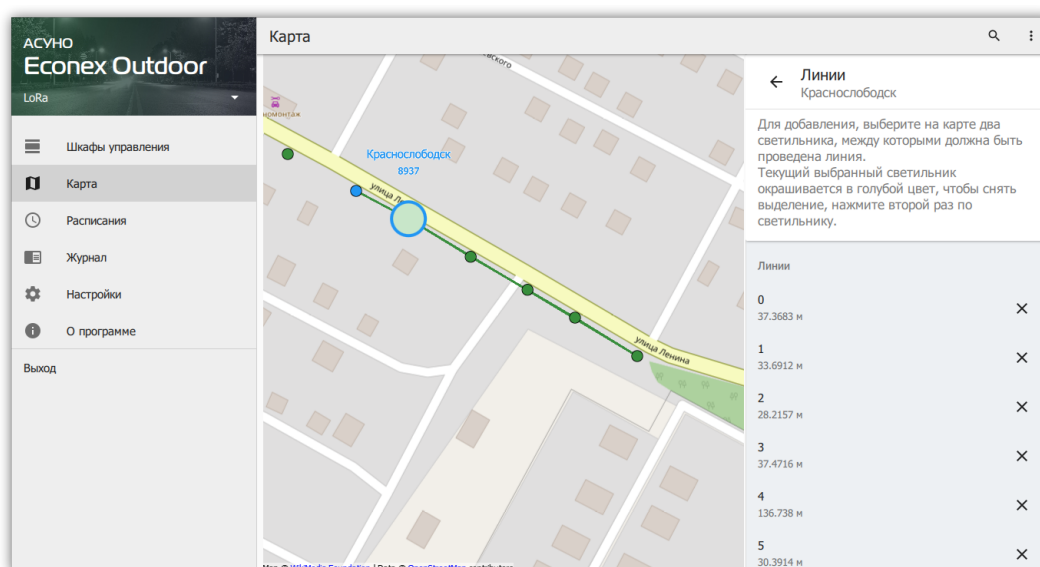 АСУНО
Econex Outdoor
LoRa
Шкафы управления
Карта
Расписания
Журнал
Настройки
О программе
Выход
Карта
Краснослободск
8937
улица Ле
улица Ленина
Линии
Краснослободск
Для добавления, выберите на карте два
светильника, между которыми должна быть
проведена линия.
Текущий выбранный светильник
окрашивается в голубой цвет, чтобы снять
выделение, нажмите второй раз по
светильнику.
Линии
0
37.3683 м
1
33.6912 м
2
28.2157 м
3
37.4716 м
4
136.738 м
5
30.3914 м